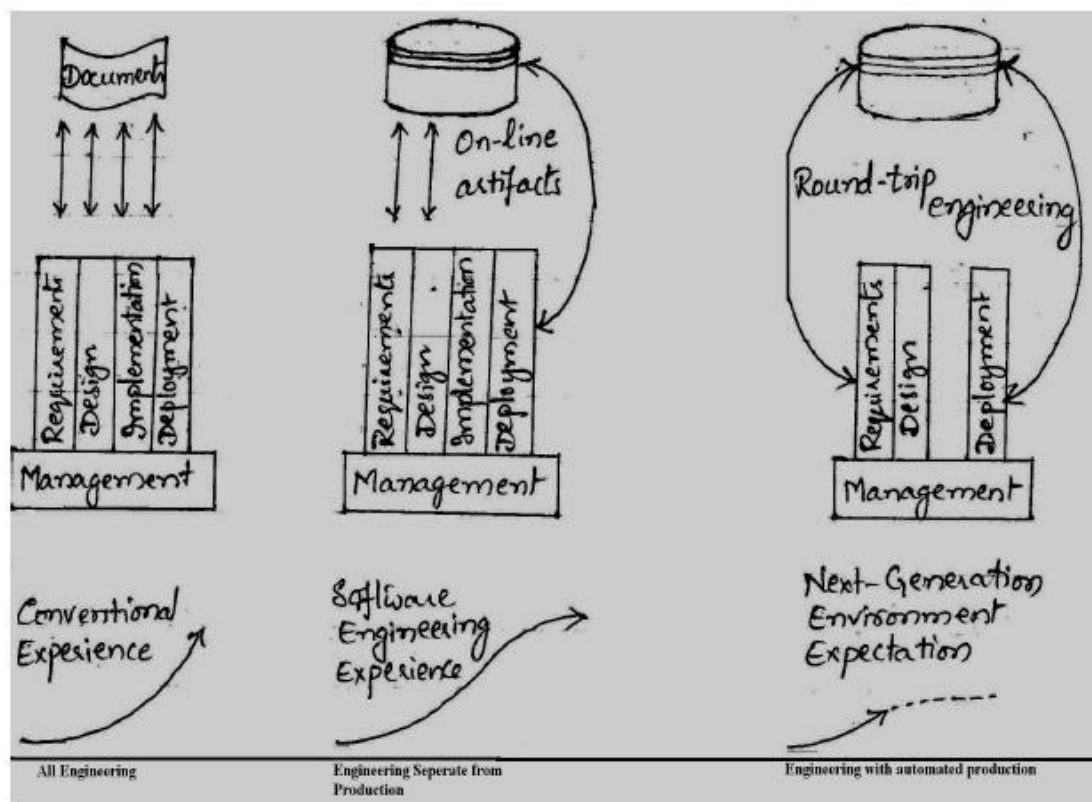 Document
Requirements
Design
Implementation
Deployment
Management
Conventional
Experience
All Engineering
On-line
artifacts
Requirements
Design
Implementation
Deployment
Management
Software
Engineering
Experience
Engineering Seperate from
Production
Round-trip
engineering
Requirements
Design
Deployment
Management
Next-Generation
Environment
Expectation
Engineering with automated production